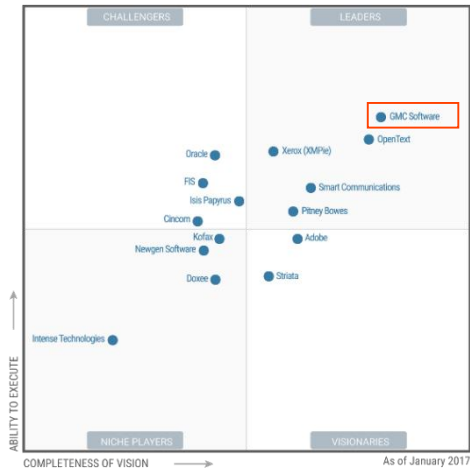 CHALLENGERS
LEADERS
GMC Software
OpenText
Oracle
Xerox (XMPie)
FIS
Smart Communications
Isis Papyrus
Pitney Bowes
Cincom
Kofax
Adobe
Newgen Software
Doxee
Striata
Intense Technologies
ABILITY TO EXECUTE
NICHE PLAYERS
VISIONARIES
COMPLETENESS OF VISION
As of January 2017